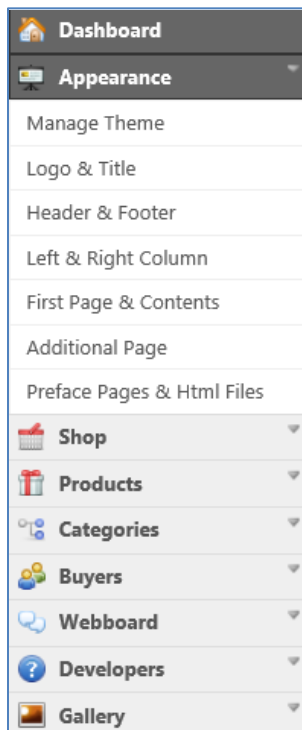 Dashboard
Appearance
Manage Theme
Logo & Title
Header & Footer
Left & Right Column
First Page & Contents
Additional Page
Preface Pages & Html Files
Shop
Products
Categories
Buyers
Webboard
Developers
Gallery